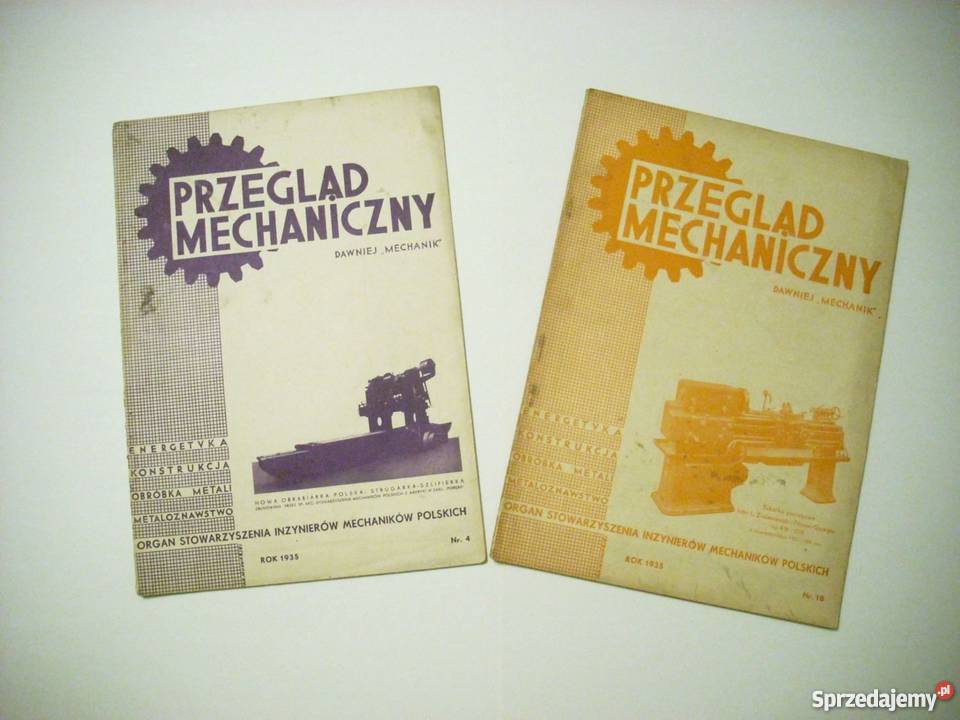 PRZEGLĄD
MECHANICZNY
DAWNIEJ „MECHANIK"
ENERGETYKA
KONSTRUKCJA
OBRÓBKA METALI
METALOZNAWSTWO
NOWA OBRABIARKA POLSKA: STRUGARKA-SZLIFIERKA
ORGAN STOWARZYSZENIA INŻYNIERÓW MECHANIKÓW POLSKICH
ROK 1935
Nr. 4
PRZEGLĄD
MECHANICZNY
DAWNIEJ „MECHANIK"
ENERGETYKA
KONSTRUKCJA
OBRÓBKA METALI
METALOZNAWSTWO
Tokarka pociągowa
ORGAN STOWARZYSZENIA INŻYNIERÓW MECHANIKÓW POLSKICH
ROK 1935
Nr. 18
Sprzedajemy.pl